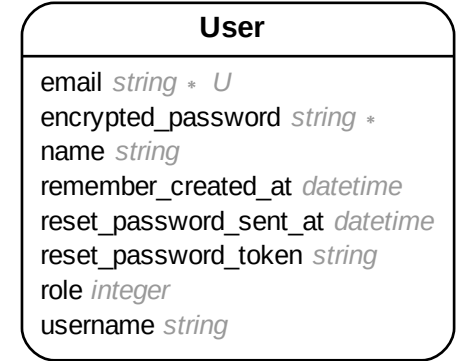 User
email string * U
encrypted_password string *
name string
remember_created_at datetime
reset_password_sent_at datetime
reset_password_token string
role integer
username string